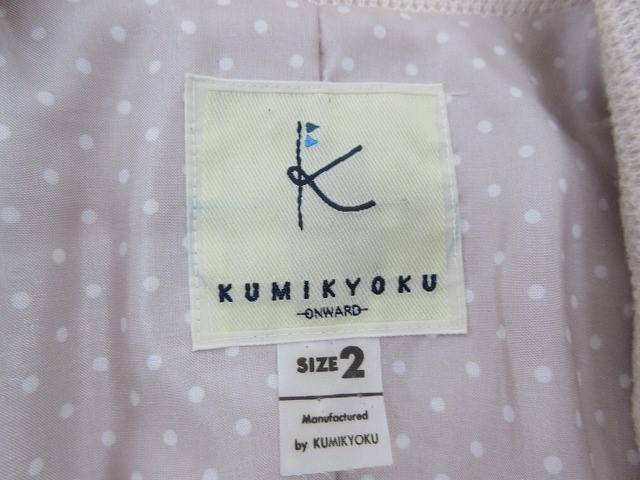 K
KUMIKYOKU
ONWARD
SIZE 2
Manufactured
by KUMIKYOKU